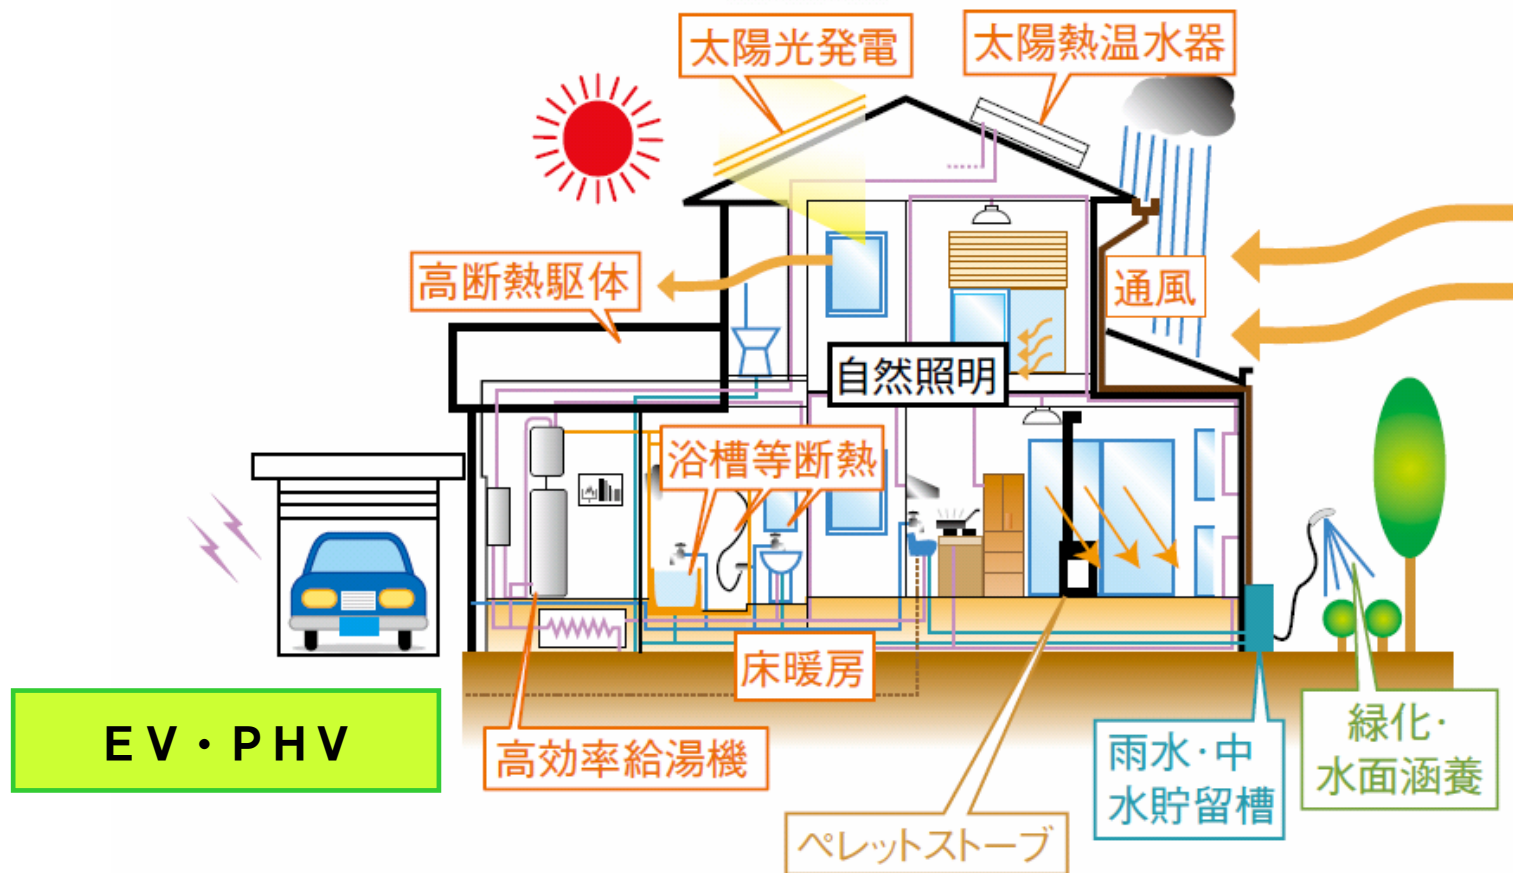 太陽光発電
太陽熱温水器
高断熱駆体
通風
自然照明
浴槽等断熱
床暖房
EV・PHV
高効率給湯機
雨水・中
水貯留槽
緑化・
水面涵養
ペレットストーブ